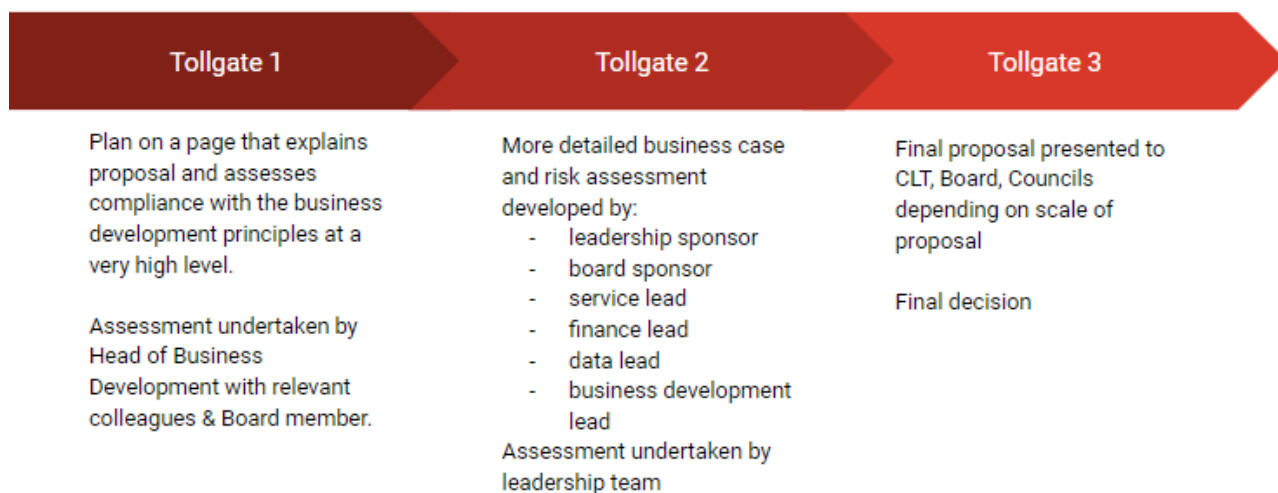 Tollgate 1
Plan on a page that explains
proposal and assesses
compliance with the business
development principles at a
very high level.
Assessment undertaken by
Head of Business
Development with relevant
colleagues & Board member.
Tollgate 2
More detailed business case
and risk assessment
developed by:
- leadership sponsor
- board sponsor
- service lead
- finance lead
- data lead
- business development
lead
Assessment undertaken by
leadership team
Tollgate 3
Final proposal presented to
CLT, Board, Councils
depending on scale of
proposal
Final decision